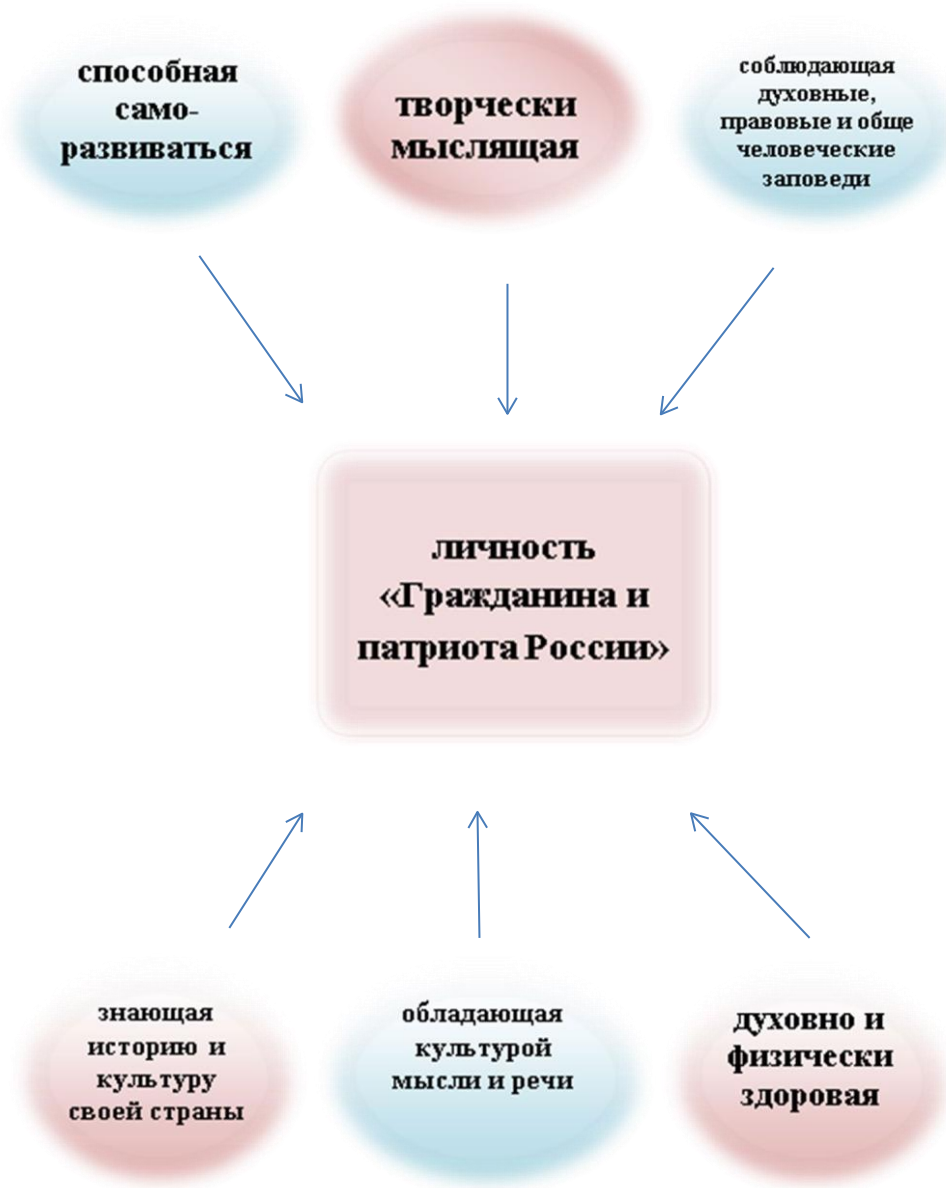 способная
само-
развиваться
творчески
мыслящая
соблюдающая
духовные,
правовые и обще
человеческие
заповеди
личность
«Гражданина и
патриота России»
знающая
историю и
культуру
своей страны
обладающая
культурой
мысли и речи
духовно и
физически
здоровая